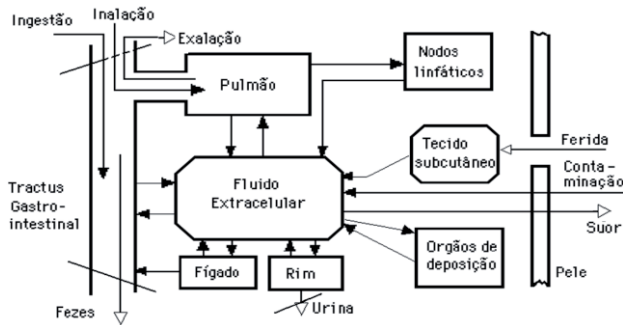 Ingestão
Inalação
Exalação
Pulmão
Nodos
linfáticos
Tecido
subcutâneo
Ferida
Conta-
minação
Tractus
Gastro-
intestinal
Fluido
Extracelular
Suor
Orgãos de
deposição
Fígado
Rim
Pele
Fezes
Urina